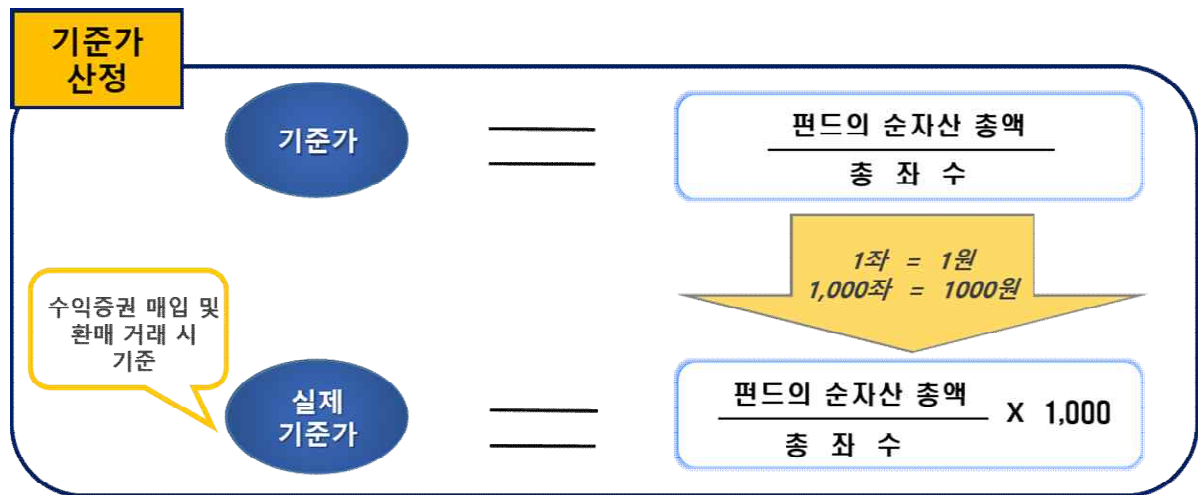 기준가
산정
기준가
펀드의 순자산 총액
총 좌 수
1좌 = 1원
1,000좌 = 1000원
수익증권 매입 및
환매 거래 시
기준
실제
기준가
펀드의 순자산 총액
총 좌 수
X 1,000